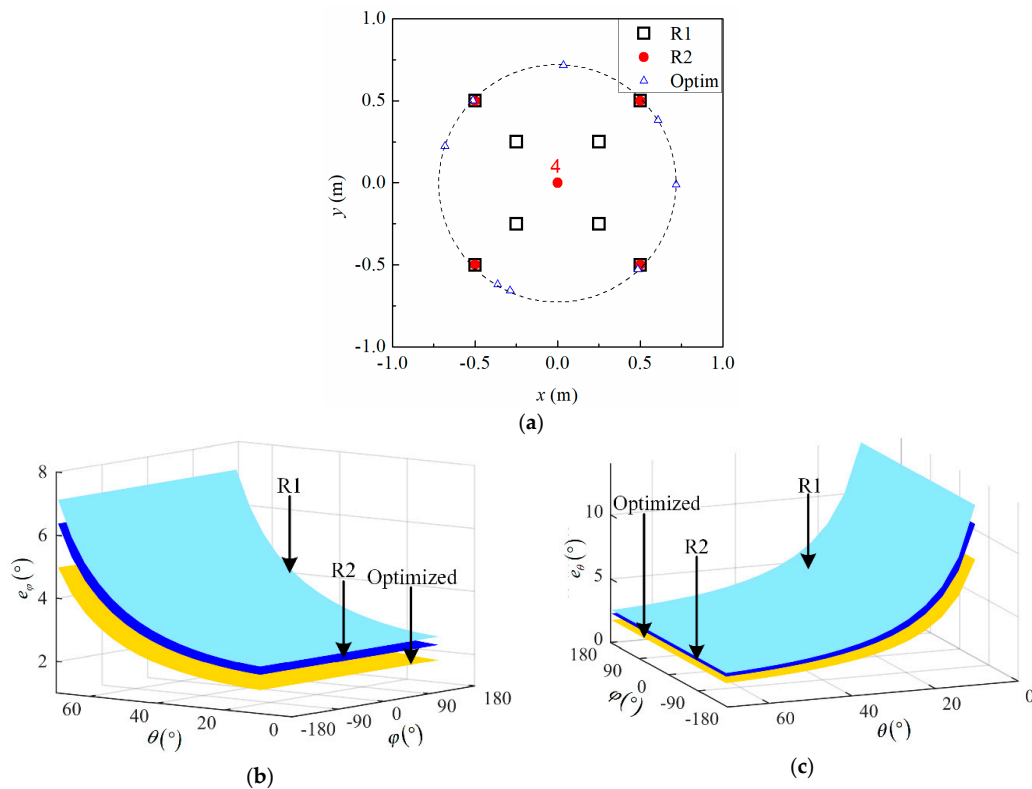 1.0
0.5
0.0
-0.5
-1.0
y (m)
-1.0 -0.5 0.0 0.5 1.0
x (m)
R1
R2
Optim
4
(a)
8
6
4
2
e_φ (°)
60 40 20 0
θ (°)
-180 -90 0 90 180
φ (°)
R1
R2
Optimized
(b)
10
5
0
e_θ (°)
180 90 0 -90 -180
φ (°)
60 40 20 0
θ (°)
Optimized
R2
R1
(c)